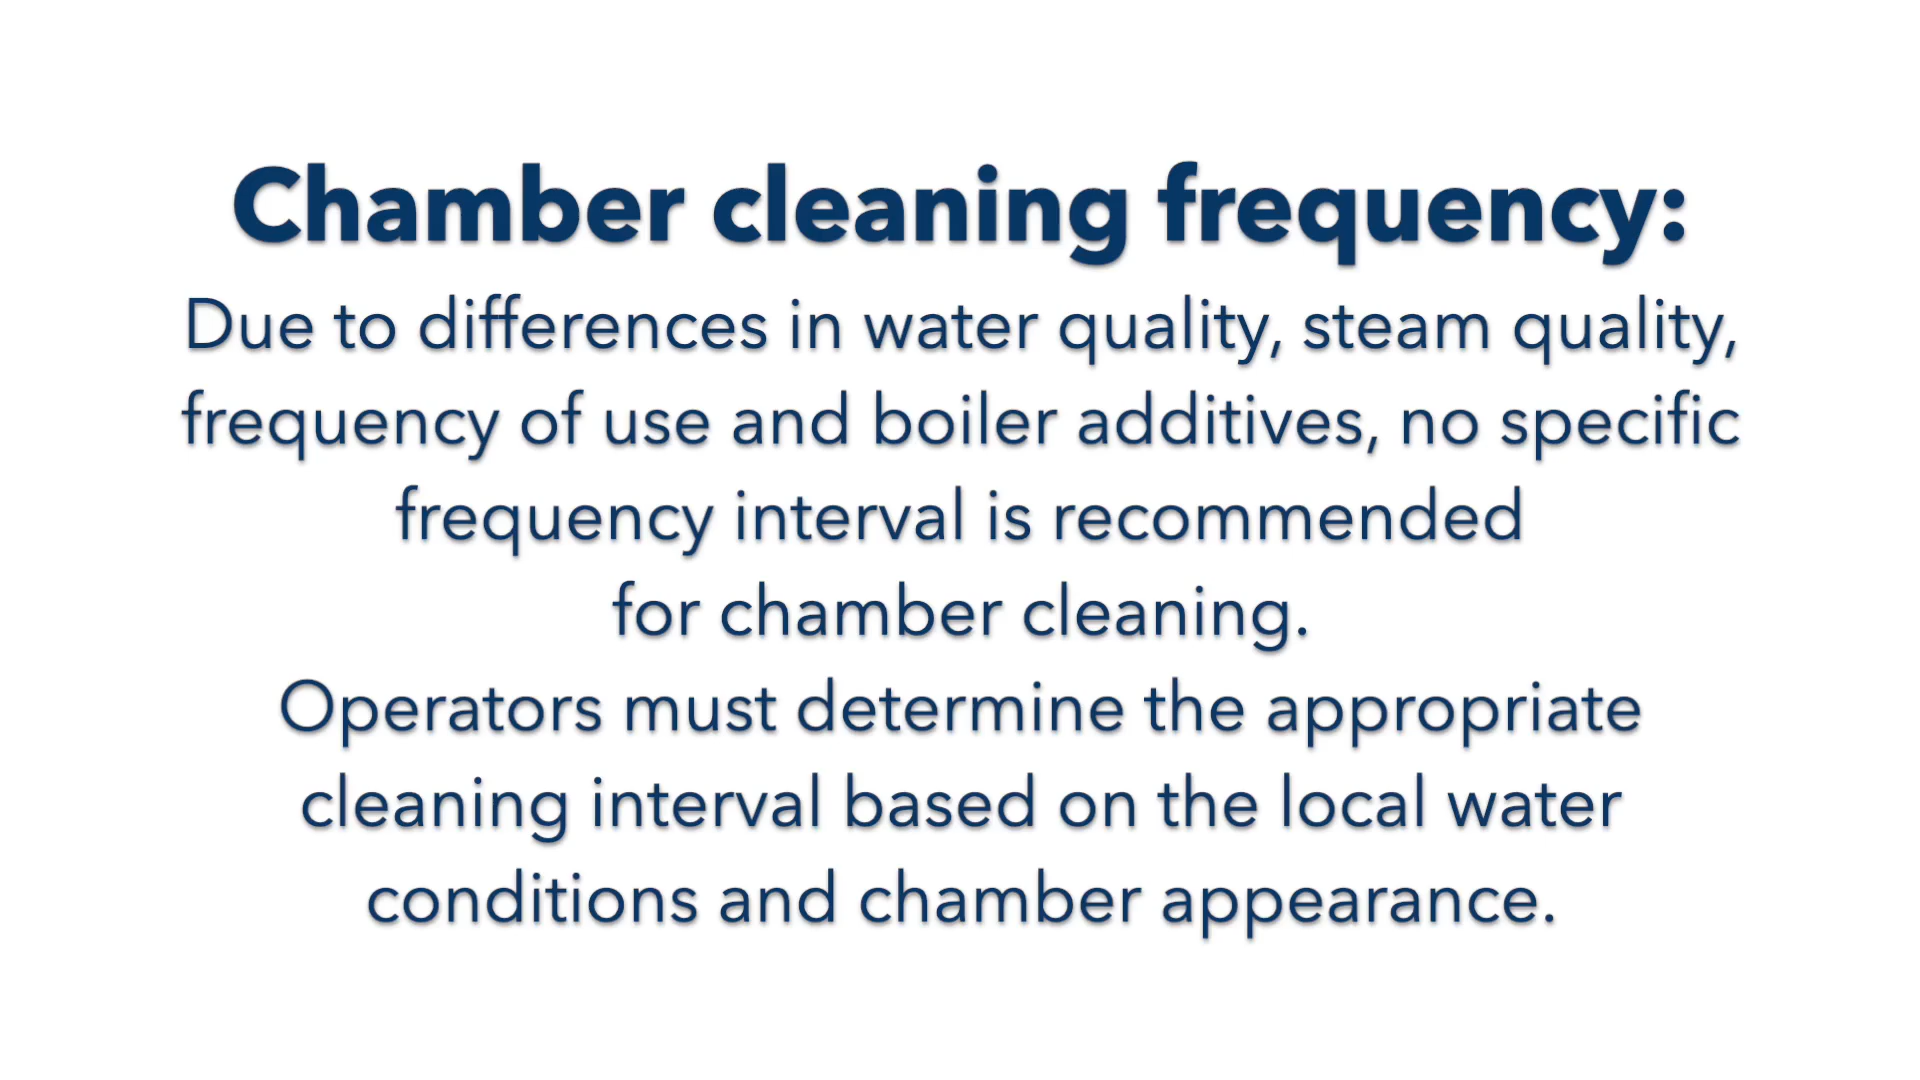 Chamber cleaning frequency:
Due to differences in water quality, steam quality,
frequency of use and boiler additives, no specific
frequency interval is recommended
for chamber cleaning.
Operators must determine the appropriate
cleaning interval based on the local water
conditions and chamber appearance.